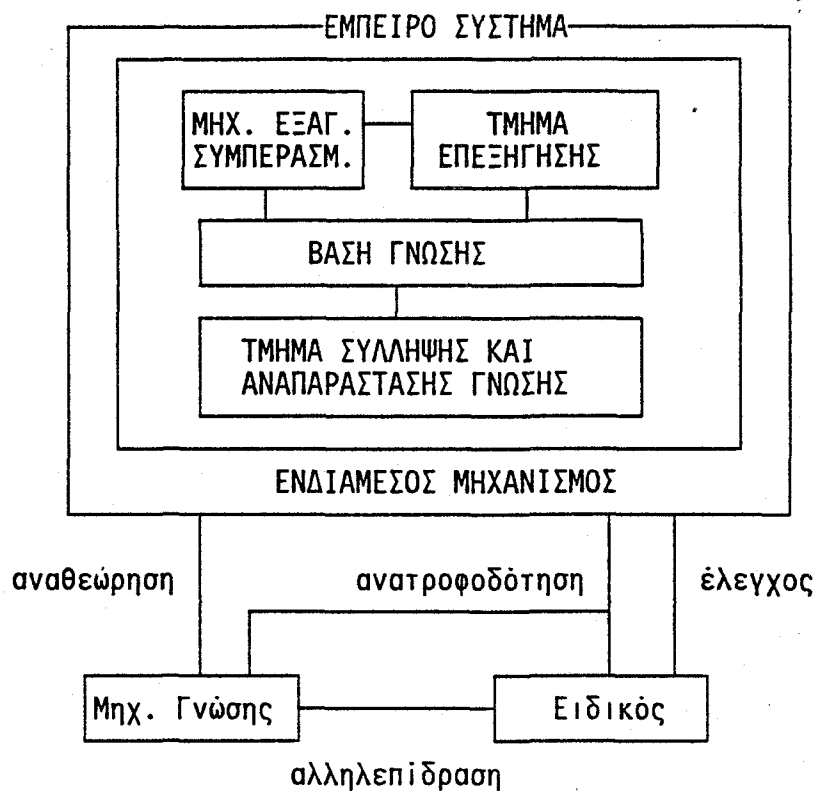 ΕΜΠΕΙΡΟ ΣΥΣΤΗΜΑ
ΜΗΧ. ΕΞΑΓ.
ΣΥΜΠΕΡΑΣΜ.
ΤΜΗΜΑ
ΕΠΕΞΗΓΗΣΗΣ
ΒΑΣΗ ΓΝΩΣΗΣ
ΤΜΗΜΑ ΣΥΛΛΗΨΗΣ ΚΑΙ
ΑΝΑΠΑΡΑΣΤΑΣΗΣ ΓΝΩΣΗΣ
ΕΝΔΙΑΜΕΣΟΣ ΜΗΧΑΝΙΣΜΟΣ
αναθεώρηση
ανατροφοδότηση
έλεγχος
Μηχ. Γνώσης
Ειδικός
αλληλεπίδραση